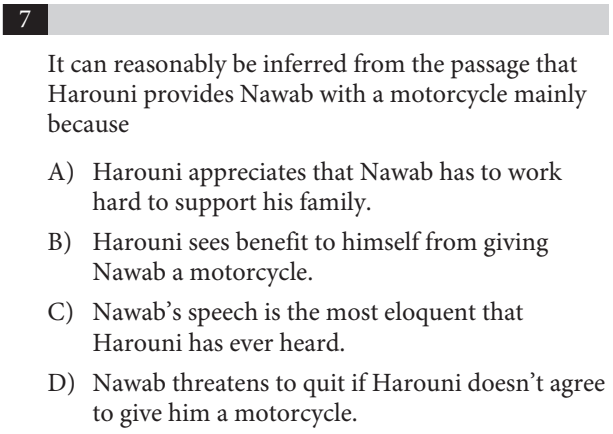 7
It can reasonably be inferred from the passage that
Harouni provides Nawab with a motorcycle mainly
because
A) Harouni appreciates that Nawab has to work
hard to support his family.
B) Harouni sees benefit to himself from giving
Nawab a motorcycle.
C) Nawab’s speech is the most eloquent that
Harouni has ever heard.
D) Nawab threatens to quit if Harouni doesn’t agree
to give him a motorcycle.